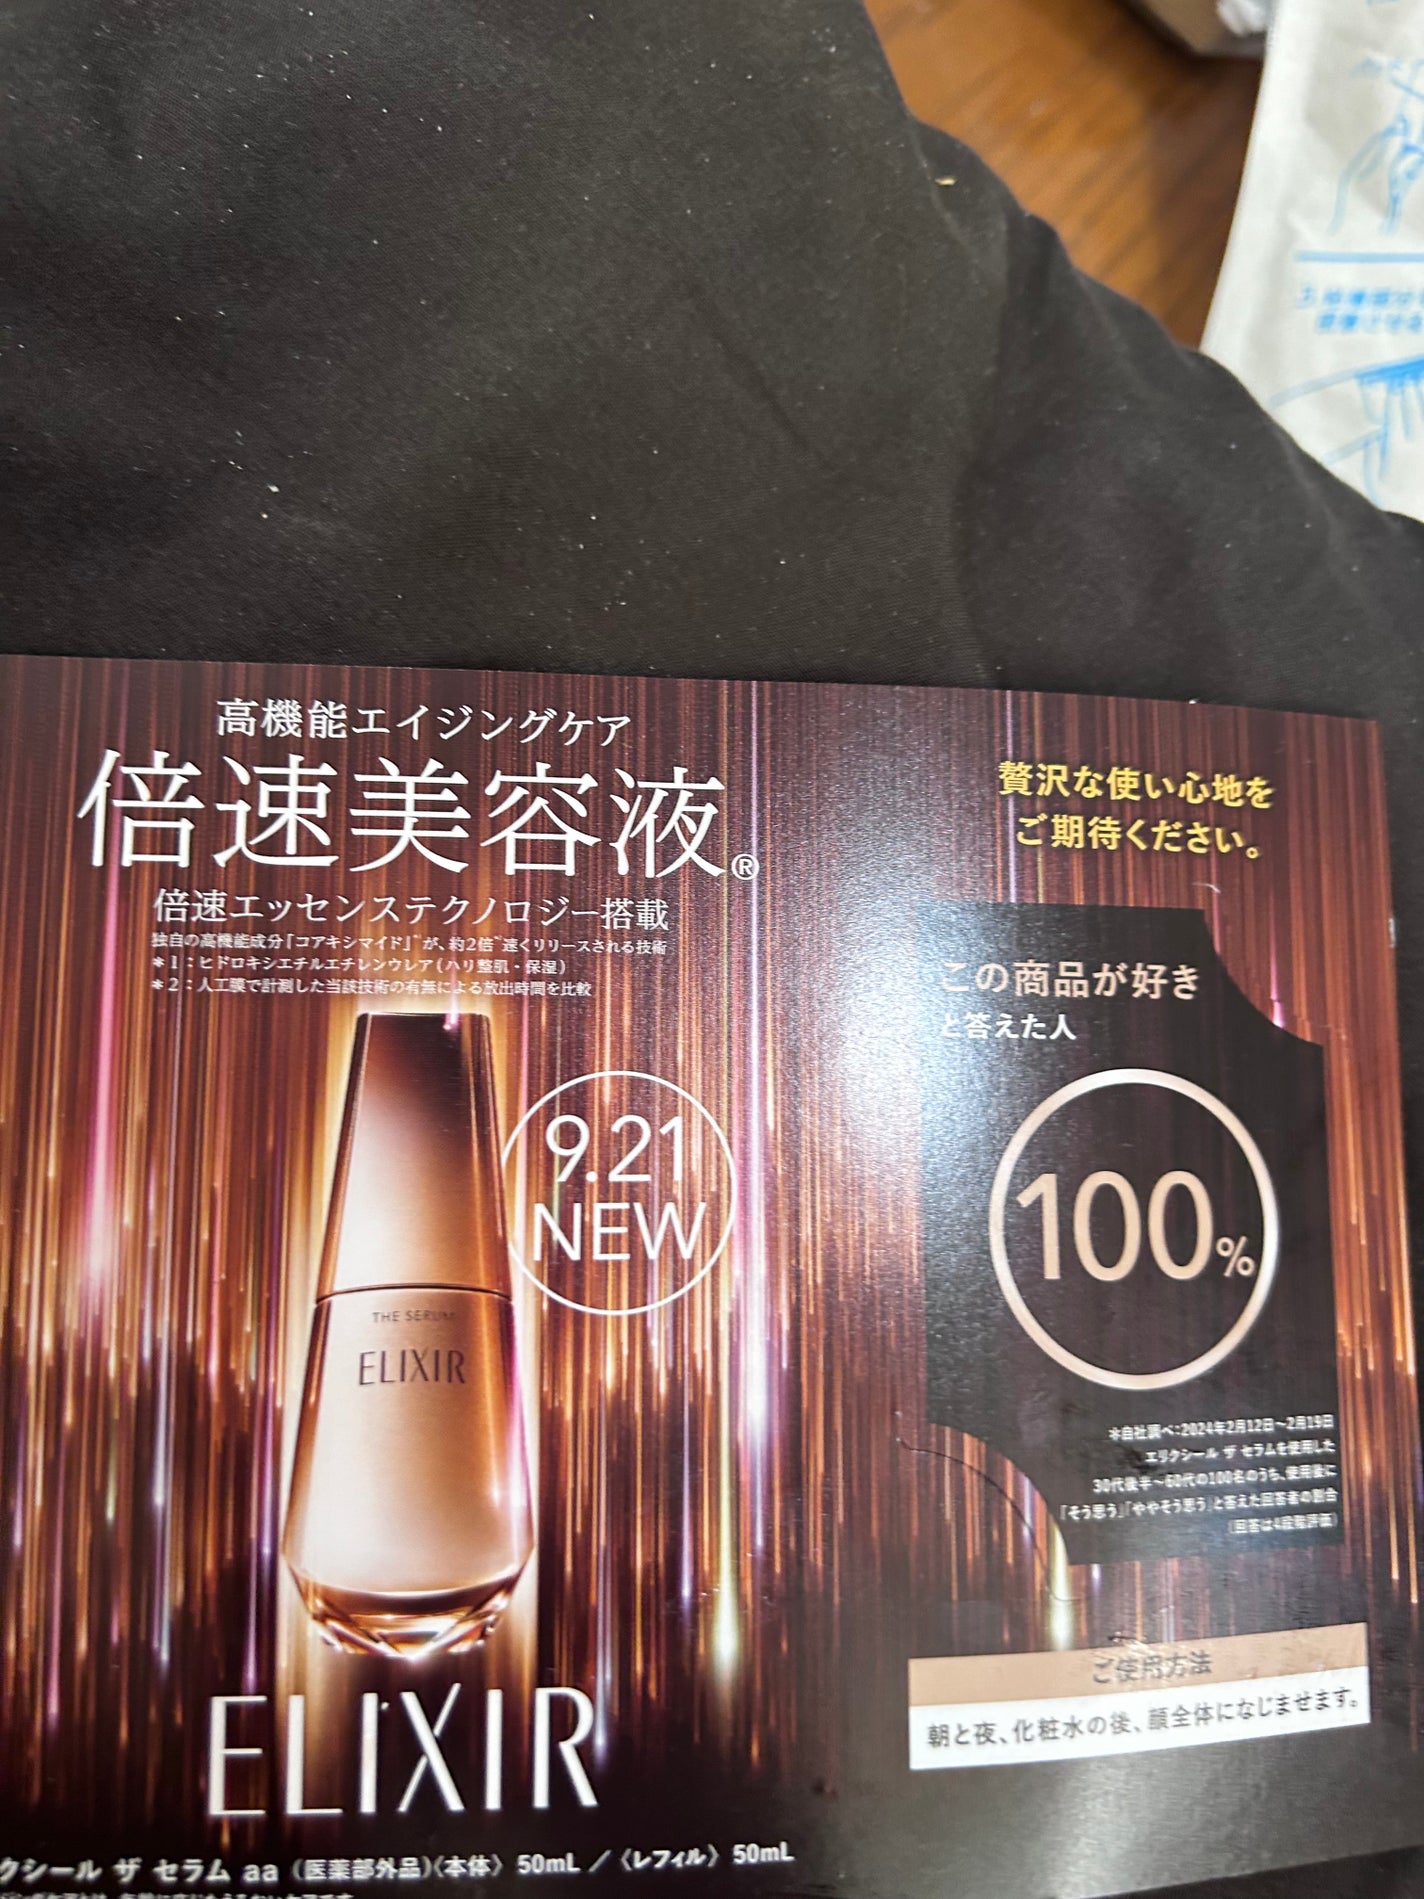 高機能エイジングケア
倍速美容液®
倍速エッセンステクノロジー搭載
独自の高機能成分「コアキシマイド」*1が、約2倍*2速くリリースされる技術
*1：ヒドロキシエチルエチレンウレア(ハリ整肌・保湿)
*2：人工膜で計測した当該技術の有無による放出時間を比較
9.21
NEW
THE SERUM
ELIXIR
ELIXIR
クシール ザ セラム aa (医薬部外品)〈本体〉 50mL ／〈レフィル〉 50mL
贅沢な使い心地を
ご期待ください。
この商品が好き
と答えた人
100%
*自社調べ：2024年2月12日～2月19日
エリクシール ザ セラムを使用した
30代後半～60代の100名のうち、使用後に
「そう思う」「ややそう思う」と答えた回答者の割合
(回答は4段階評価)
ご使用方法
朝と夜、化粧水の後、顔全体になじませます。